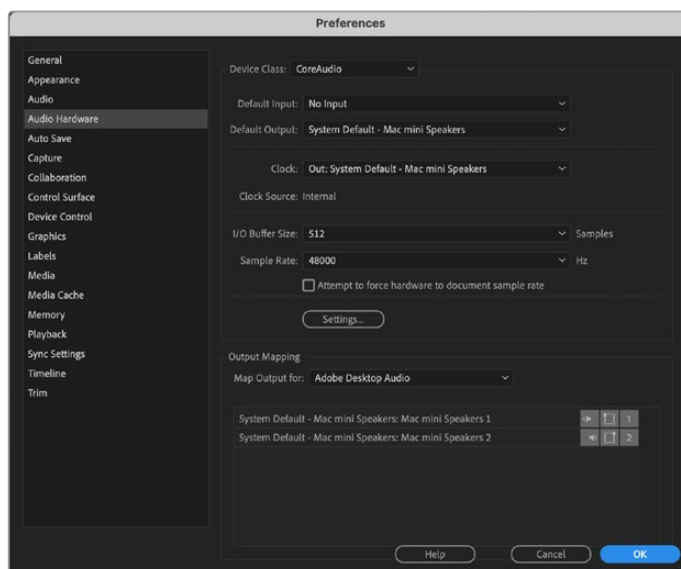 Preferences
General
Appearance
Audio
Audio Hardware
Auto Save
Capture
Collaboration
Control Surface
Device Control
Graphics
Labels
Media
Media Cache
Memory
Playback
Sync Settings
Timeline
Trim
Device Class: CoreAudio
Default Input: No Input
Default Output: System Default - Mac mini Speakers
Clock: Out: System Default - Mac mini Speakers
Clock Source: Internal
I/O Buffer Size: 512 Samples
Sample Rate: 48000 Hz
Attempt to force hardware to document sample rate
Settings...
Output Mapping
Map Output for: Adobe Desktop Audio
System Default - Mac mini Speakers: Mac mini Speakers 1 1
System Default - Mac mini Speakers: Mac mini Speakers 2 2
Help Cancel OK